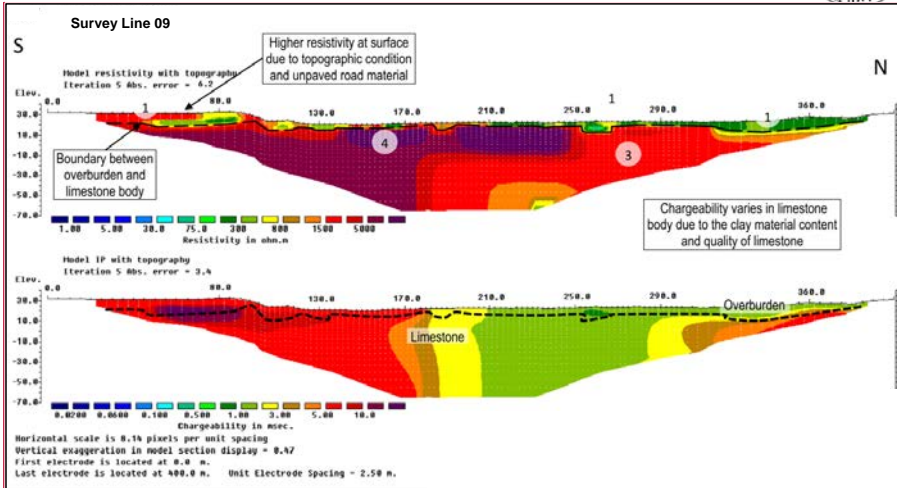 Survey Line 09
S
N
Higher resistivity at surface
due to topographic condition
and unpaved road material
Model resistivity with topography
Iteration 5 Abs. error = 6.2
Elev.
0.0
80.0
130.0
170.0
210.0
250.0
290.0
360.0
1
1
1
4
3
30.0
10.0
-10.0
-30.0
-50.0
-70.0
Boundary between
overburden and
limestone body
Chargeability varies in limestone
body due to the clay material content
and quality of limestone
1.00 5.00 30.0 75.0 300 800 1500 5000
Resistivity in ohm.m
Model IP with topography
Iteration 5 Abs. error = 3.4
Elev.
0.0
80.0
130.0
170.0
210.0
250.0
290.0
360.0
30.0
10.0
-10.0
-30.0
-50.0
-70.0
Overburden
Limestone
0.0200 0.0600 0.100 0.500 1.00 3.00 5.00 10.0
Chargeability in msec.
Horizontal scale is 8.14 pixels per unit spacing
Vertical exaggeration in model section display = 0.47
First electrode is located at 0.0 m.
Last electrode is located at 400.0 m. Unit Electrode Spacing = 2.50 m.